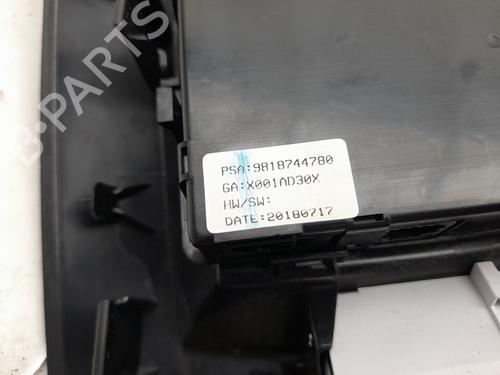 B-PARTS
PSA:9818744780
GA:X001AD30X
HW/SW:
DATE:20180717